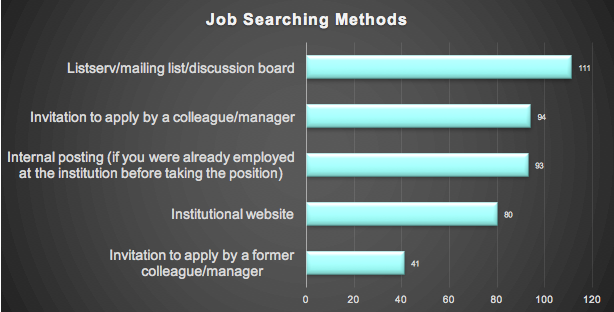 Job Searching Methods
Listserv/mailing list/discussion board
111
Invitation to apply by a colleague/manager
94
Internal posting (if you were already employed
at the institution before taking the position)
93
Institutional website
80
Invitation to apply by a former
colleague/manager
41
0 20 40 60 80 100 120